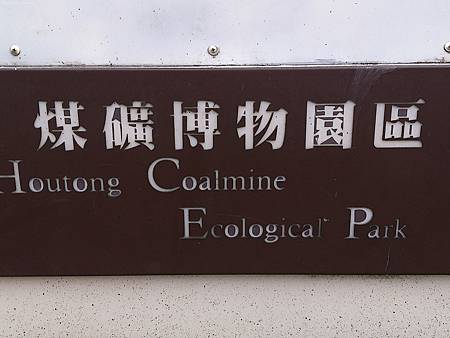 煤礦博物園區
Houtong Coalmine
Ecological Park